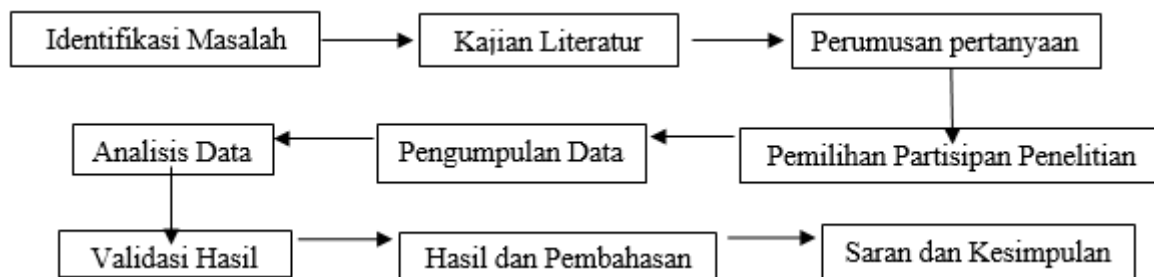 Identifikasi Masalah
Kajian Literatur
Perumusan pertanyaan
Pemilihan Partisipan Penelitian
Pengumpulan Data
Analisis Data
Validasi Hasil
Hasil dan Pembahasan
Saran dan Kesimpulan